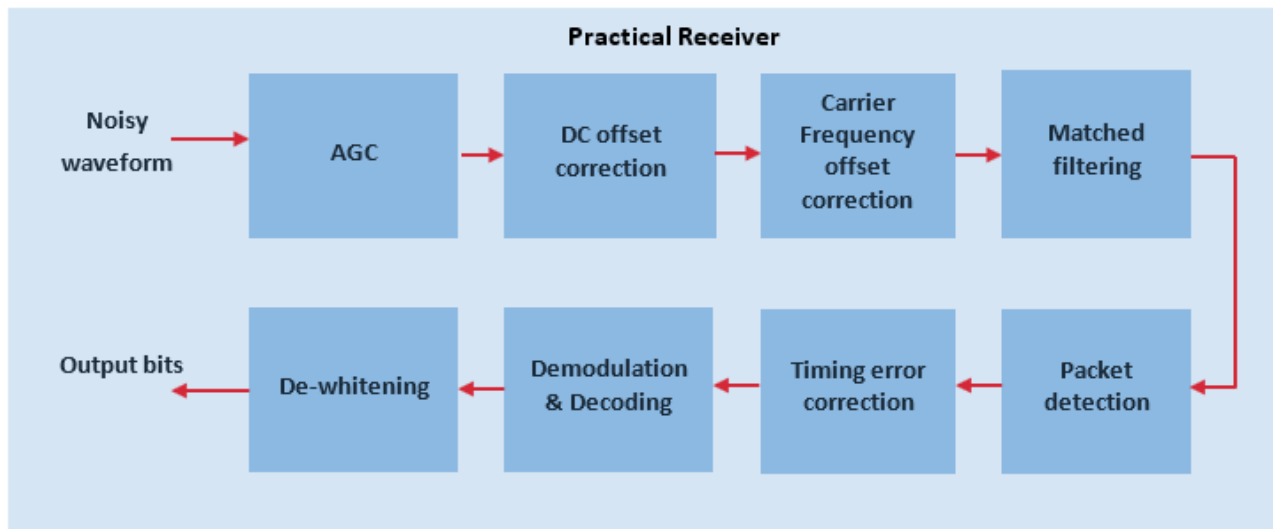 Practical Receiver
Noisy
waveform
AGC
DC offset
correction
Carrier
Frequency
offset
correction
Matched
filtering
Packet
detection
Timing error
correction
Demodulation
& Decoding
De-whitening
Output bits